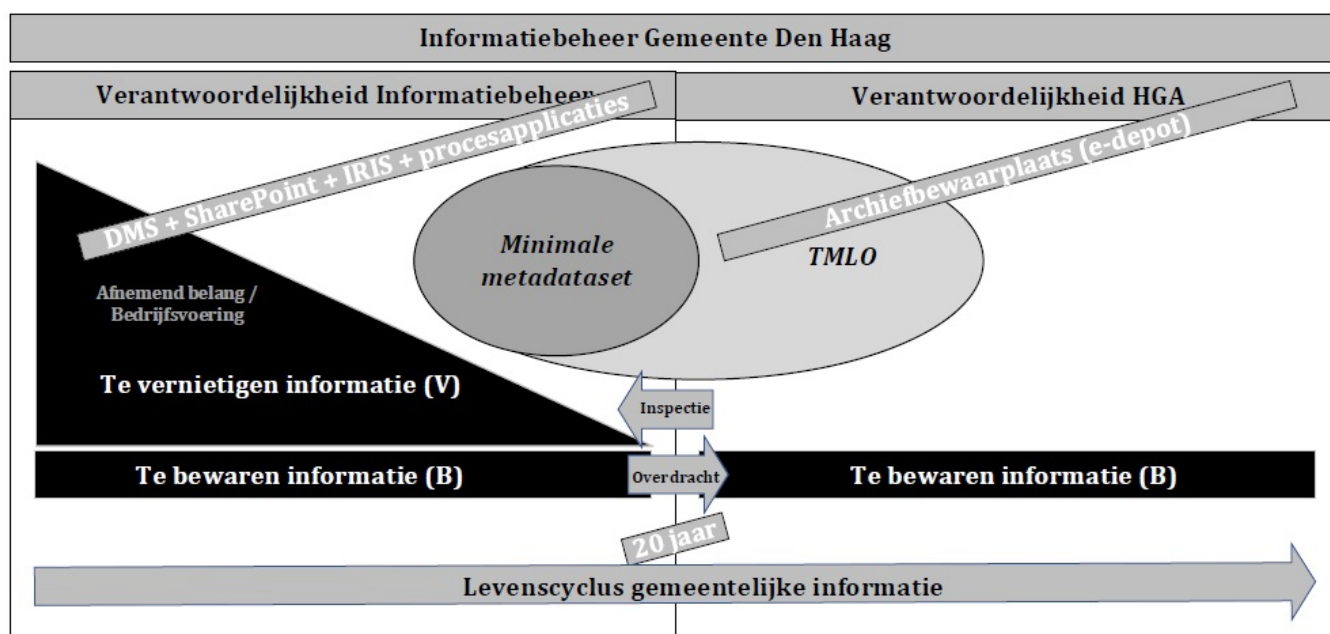 Informatiebeheer Gemeente Den Haag
Verantwoordelijkheid Informatiebeheer
Verantwoordelijkheid HGA
DMS + SharePoint + IRIS + procesapplicaties
Archiefbewaarplaats (e-depot)
Minimale
metadataset
TMLO
Afnemend belang /
Bedrijfsvoering
Te vernietigen informatie (V)
Inspectie
Te bewaren informatie (B)
Overdracht
Te bewaren informatie (B)
20 jaar
Levenscyclus gemeentelijke informatie